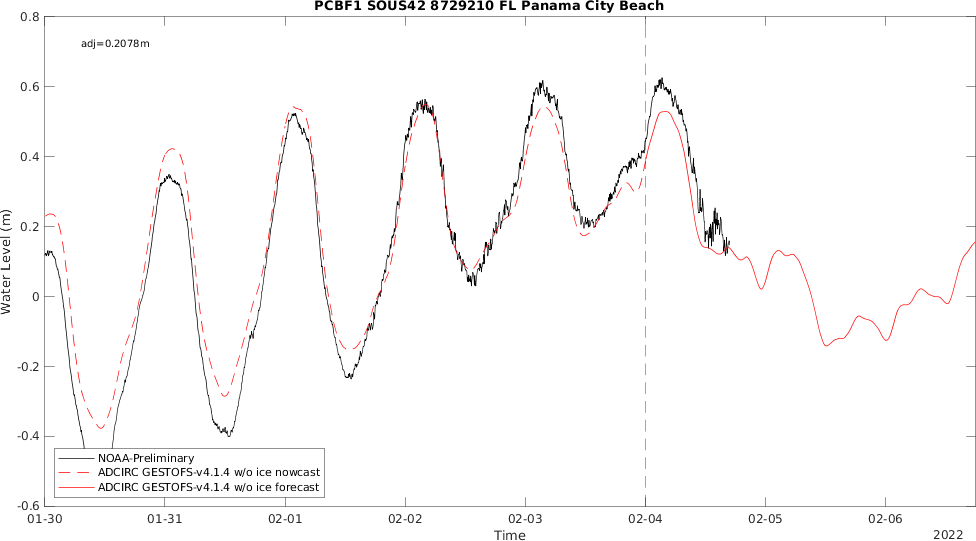 PCBF1 SOUS42 8729210 FL Panama City Beach
adj=0.2078m
0.8
0.6
0.4
0.2
0
-0.2
-0.4
-0.6
Water Level (m)
NOAA-Preliminary
ADCIRC GESTOFS-v4.1.4 w/o ice nowcast
ADCIRC GESTOFS-v4.1.4 w/o ice forecast
01-30 01-31 02-01 02-02 02-03 02-04 02-05 02-06
Time
2022